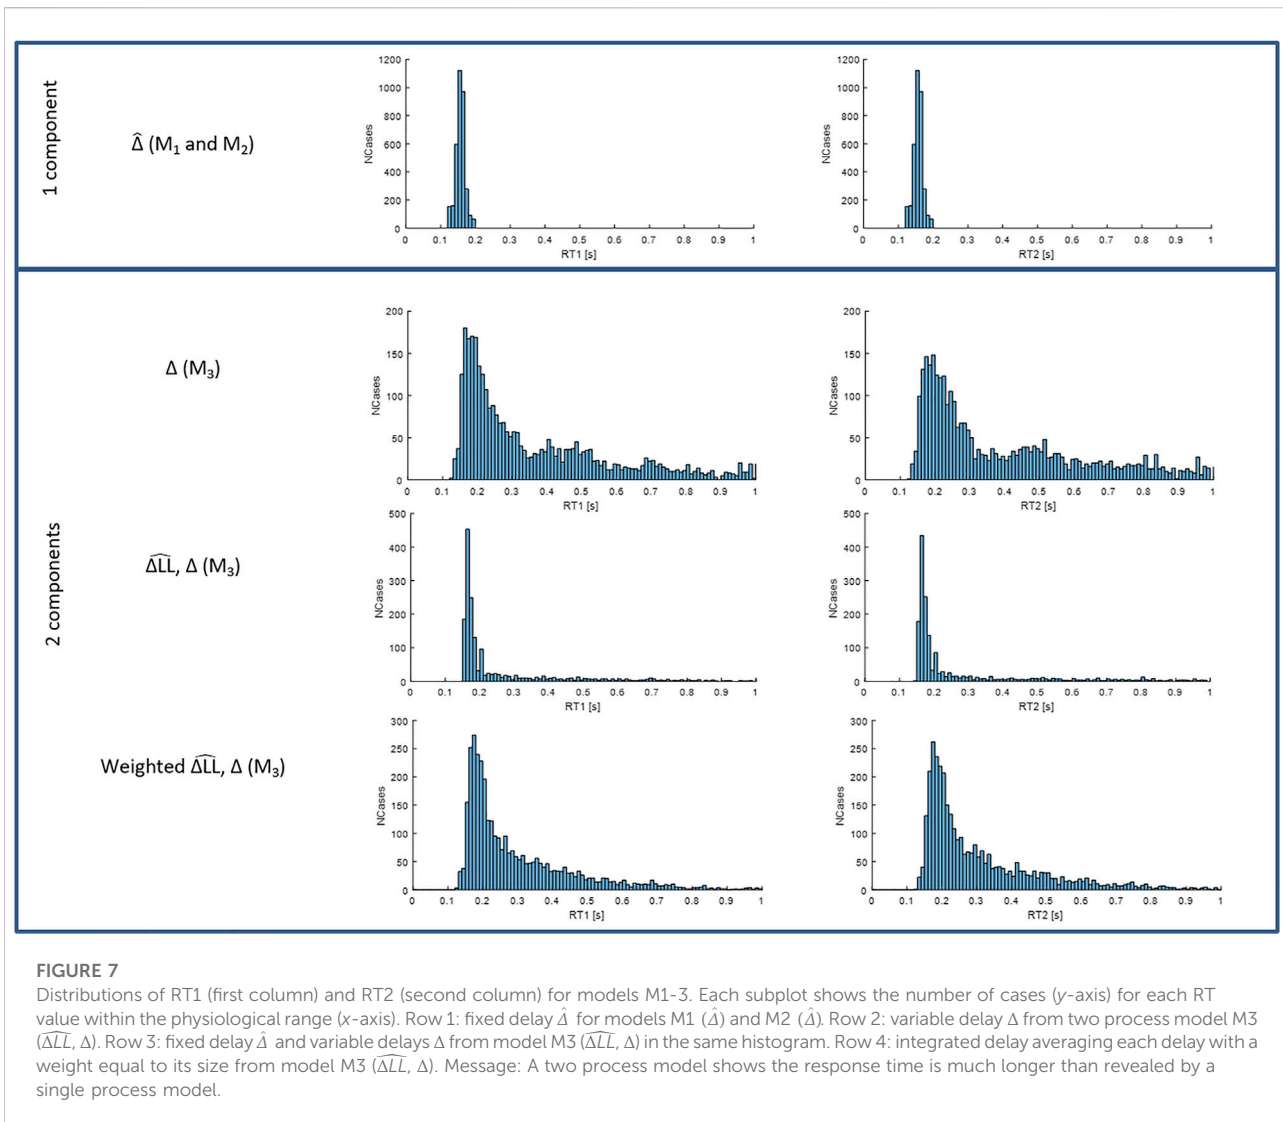 1 component
Δ̂ (M₁ and M₂)
1200
1000
800
600
400
200
0
NCases
0 0.1 0.2 0.3 0.4 0.5 0.6 0.7 0.8 0.9 1
RT1 [s]
1200
1000
800
600
400
200
0
NCases
0 0.1 0.2 0.3 0.4 0.5 0.6 0.7 0.8 0.9 1
RT2 [s]
2 components
Δ (M₃)
200
150
100
50
0
NCases
0 0.1 0.2 0.3 0.4 0.5 0.6 0.7 0.8 0.9 1
RT1 [s]
200
150
100
50
0
NCases
0 0.1 0.2 0.3 0.4 0.5 0.6 0.7 0.8 0.9 1
RT2 [s]
Δ͡LL, Δ (M₃)
500
400
300
200
100
0
NCases
0 0.1 0.2 0.3 0.4 0.5 0.6 0.7 0.8 0.9 1
RT1 [s]
500
400
300
200
100
0
NCases
0 0.1 0.2 0.3 0.4 0.5 0.6 0.7 0.8 0.9 1
RT2 [s]
Weighted Δ͡LL, Δ (M₃)
300
250
200
150
100
50
0
NCases
0 0.1 0.2 0.3 0.4 0.5 0.6 0.7 0.8 0.9 1
RT1 [s]
300
250
200
150
100
50
0
NCases
0 0.1 0.2 0.3 0.4 0.5 0.6 0.7 0.8 0.9 1
RT2 [s]
FIGURE 7
Distributions of RT1 (first column) and RT2 (second column) for models M1-3. Each subplot shows the number of cases (y-axis) for each RT
value within the physiological range (x-axis). Row 1: fixed delay Δ̂ for models M1 (Δ̂) and M2 (Δ̂). Row 2: variable delay Δ from two process model M3
(Δ͡LL, Δ). Row 3: fixed delay Δ̂ and variable delays Δ from model M3 (Δ͡LL, Δ) in the same histogram. Row 4: integrated delay averaging each delay with a
weight equal to its size from model M3 (Δ͡LL, Δ). Message: A two process model shows the response time is much longer than revealed by a
single process model.